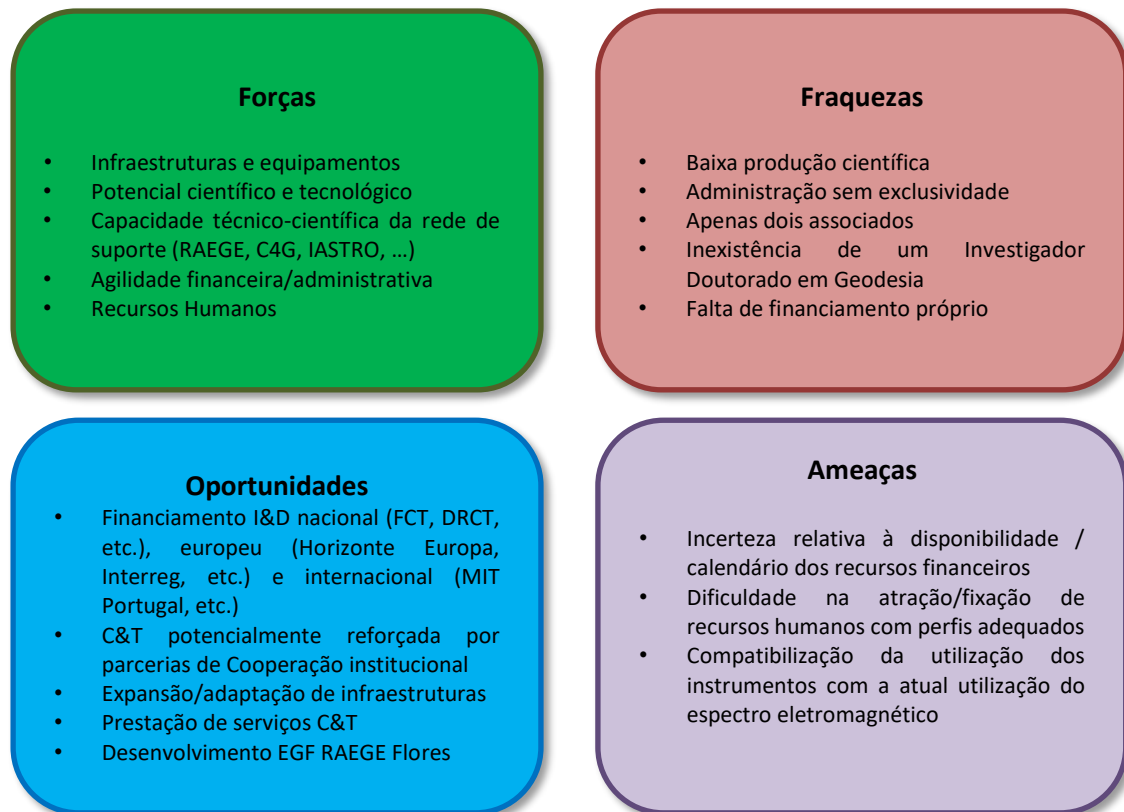 Forças
• Infraestruturas e equipamentos
• Potencial científico e tecnológico
• Capacidade técnico-científica da rede de
suporte (RAEGE, C4G, IASTRO, …)
• Agilidade financeira/administrativa
• Recursos Humanos
Fraquezas
• Baixa produção científica
• Administração sem exclusividade
• Apenas dois associados
• Inexistência de um Investigador
Doutorado em Geodesia
• Falta de financiamento próprio
Oportunidades
• Financiamento I&D nacional (FCT, DRCT,
etc.), europeu (Horizonte Europa,
Interreg, etc.) e internacional (MIT
Portugal, etc.)
• C&T potencialmente reforçada por
parcerias de Cooperação institucional
• Expansão/adaptação de infraestruturas
• Prestação de serviços C&T
• Desenvolvimento EGF RAEGE Flores
Ameaças
• Incerteza relativa à disponibilidade /
calendário dos recursos financeiros
• Dificuldade na atração/fixação de
recursos humanos com perfis adequados
• Compatibilização da utilização dos
instrumentos com a atual utilização do
espectro eletromagnético